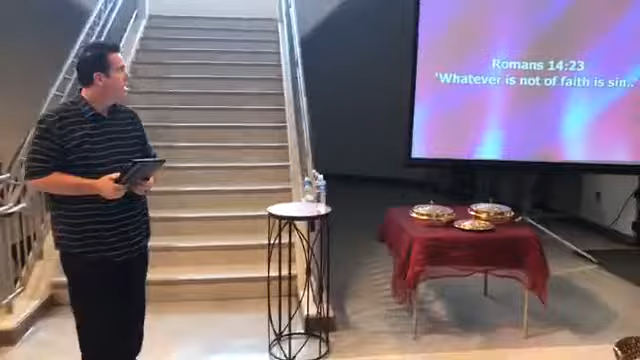 Romans 14:23
"Whatever is not of faith is sin.."